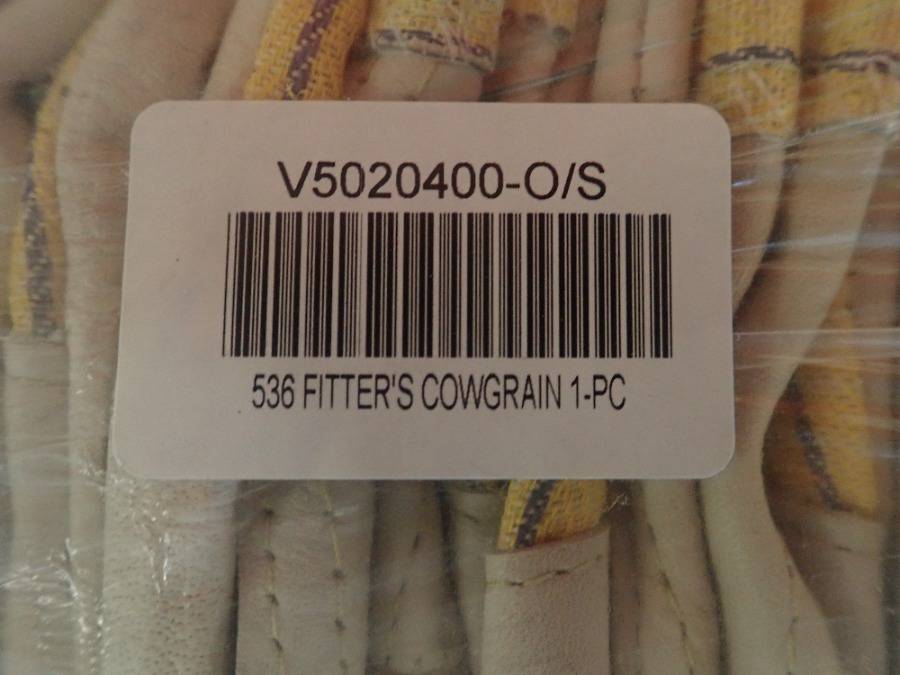 V5020400-O/S
536 FITTER'S COWGRAIN 1-PC